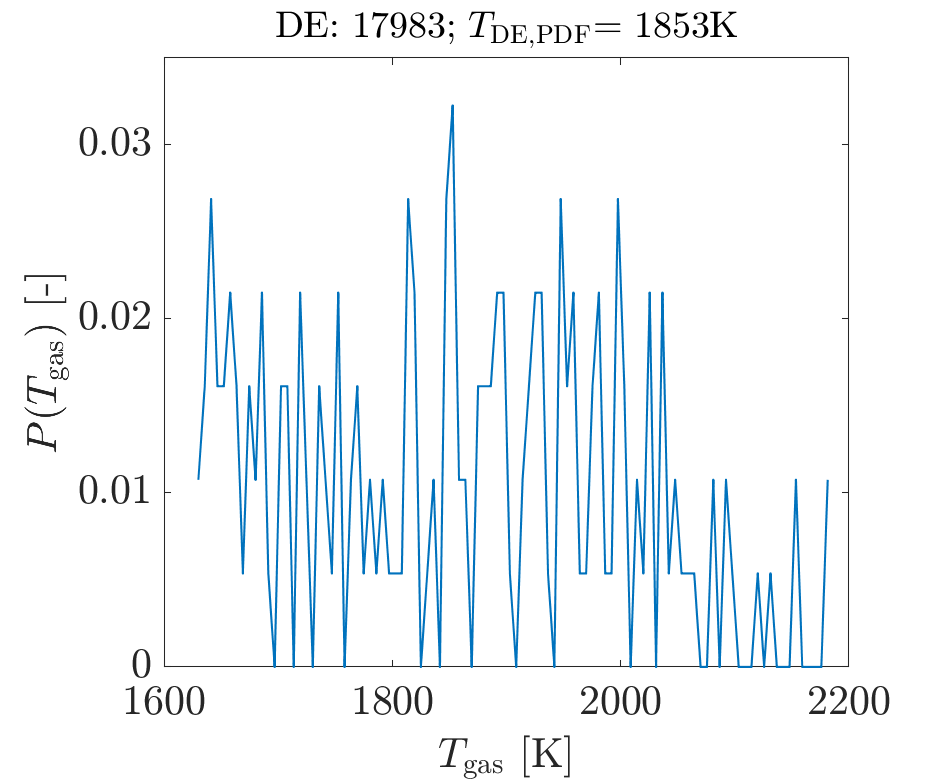 DE: 17983; T_DE,PDF= 1853K
0.03
0.02
0.01
0
P(T_gas) [-]
1600 1800 2000 2200
T_gas [K]